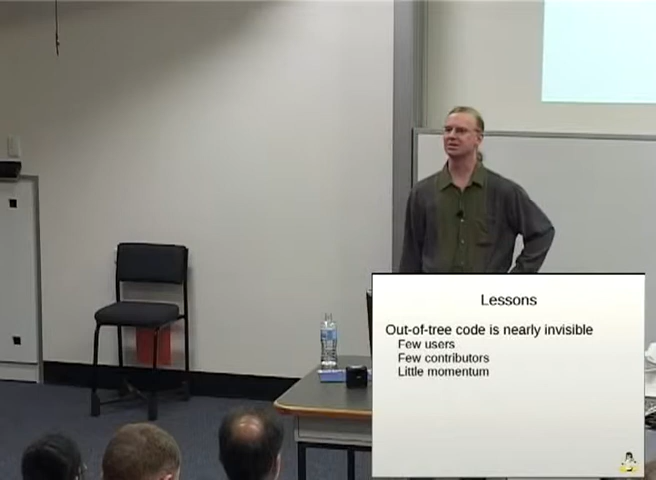 Lessons
Out-of-tree code is nearly invisible
Few users
Few contributors
Little momentum